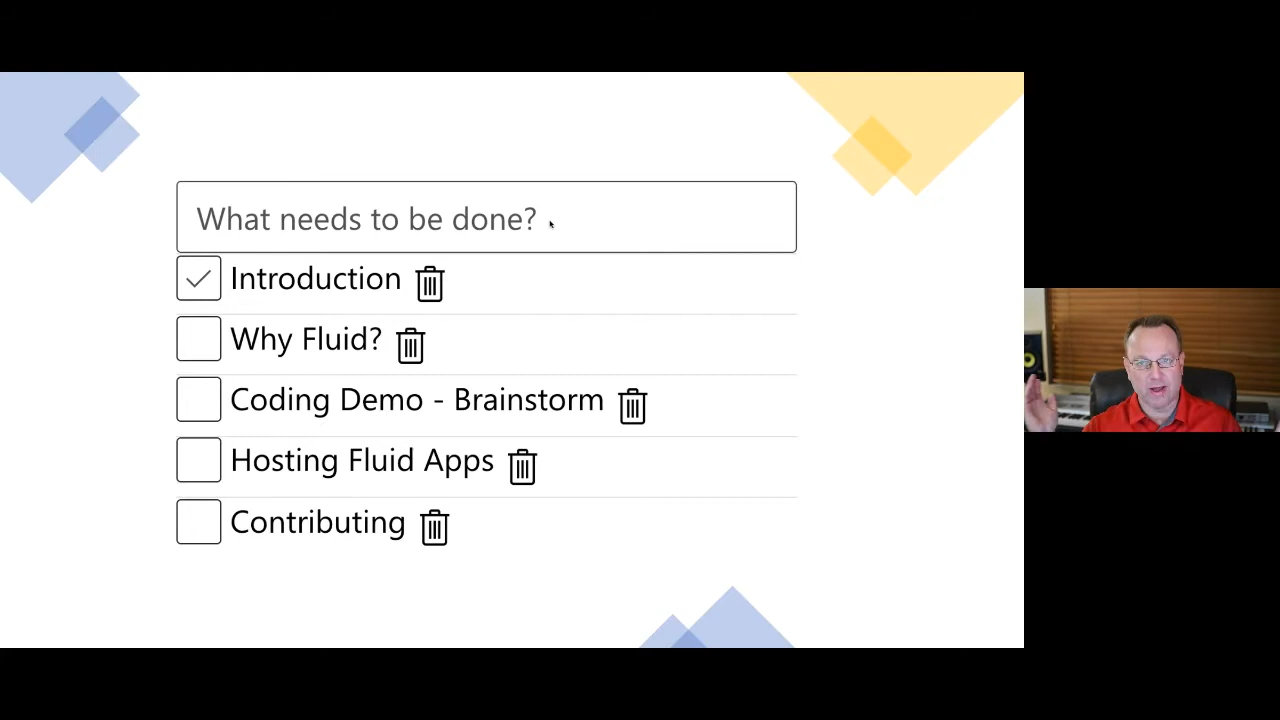 What needs to be done?
Introduction
Why Fluid?
Coding Demo - Brainstorm
Hosting Fluid Apps
Contributing